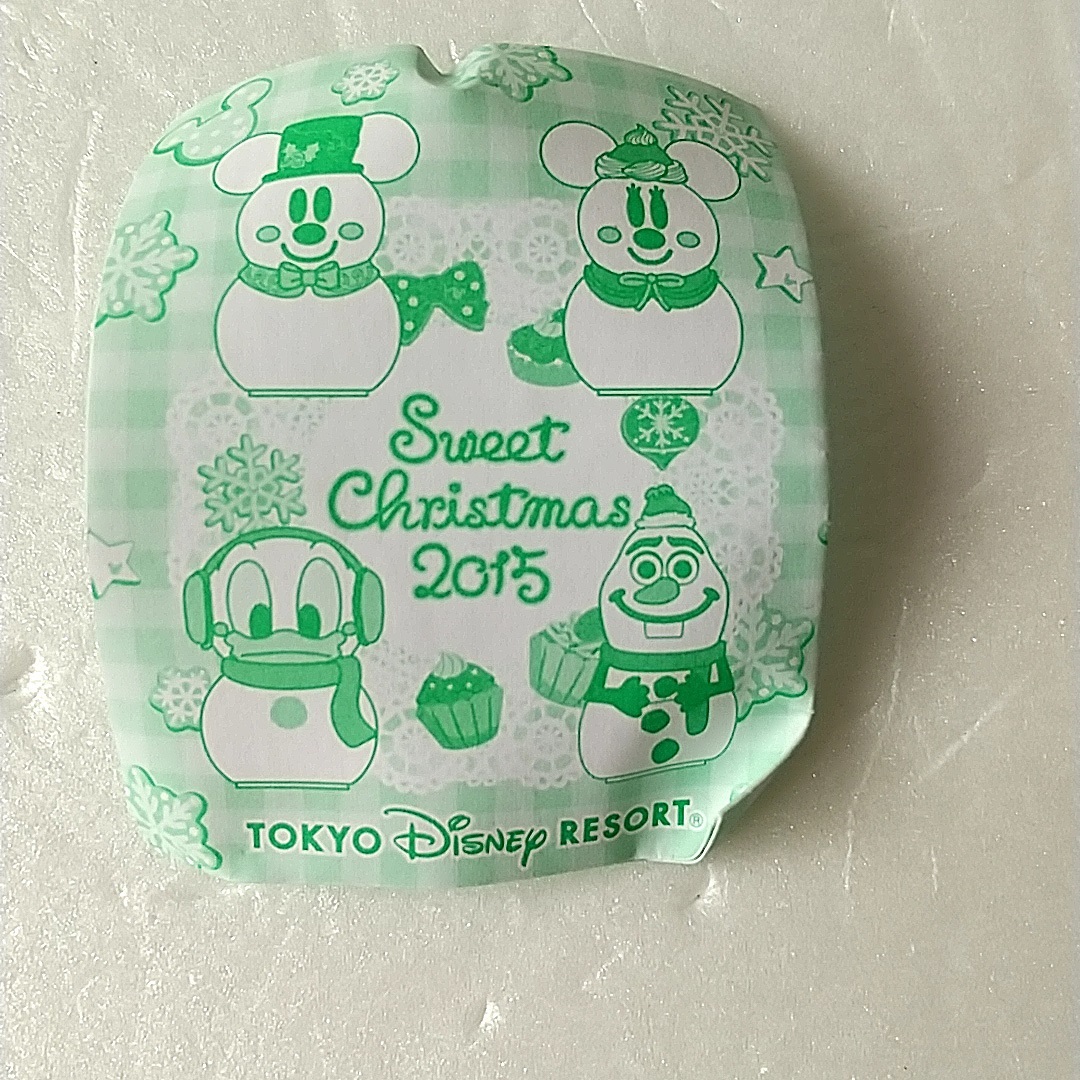 Sweet
Christmas
2015
TOKYO Disney RESORT®